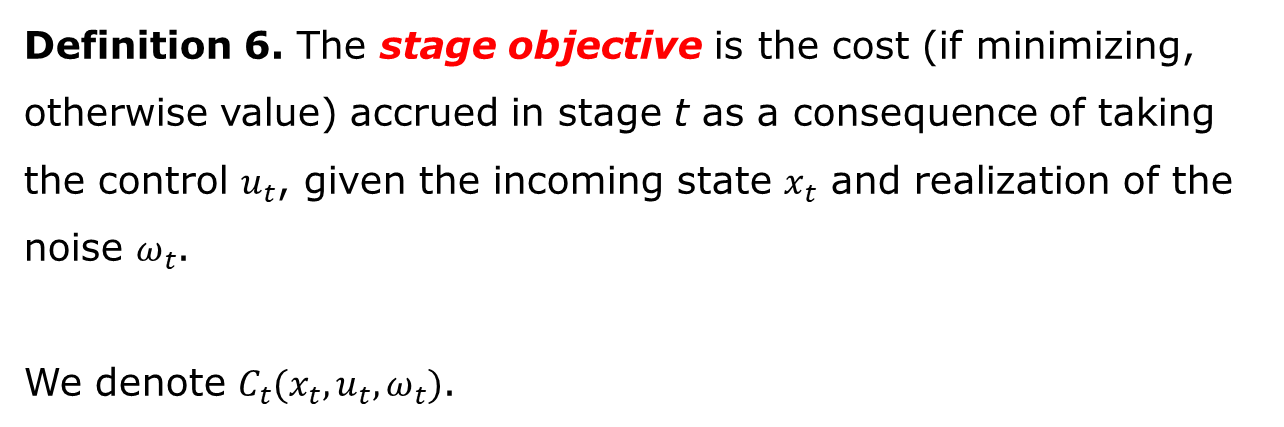 Definition 6. The stage objective is the cost (if minimizing,
otherwise value) accrued in stage t as a consequence of taking
the control uₜ, given the incoming state xₜ and realization of the
noise ωₜ.
We denote Cₜ(xₜ, uₜ, ωₜ).